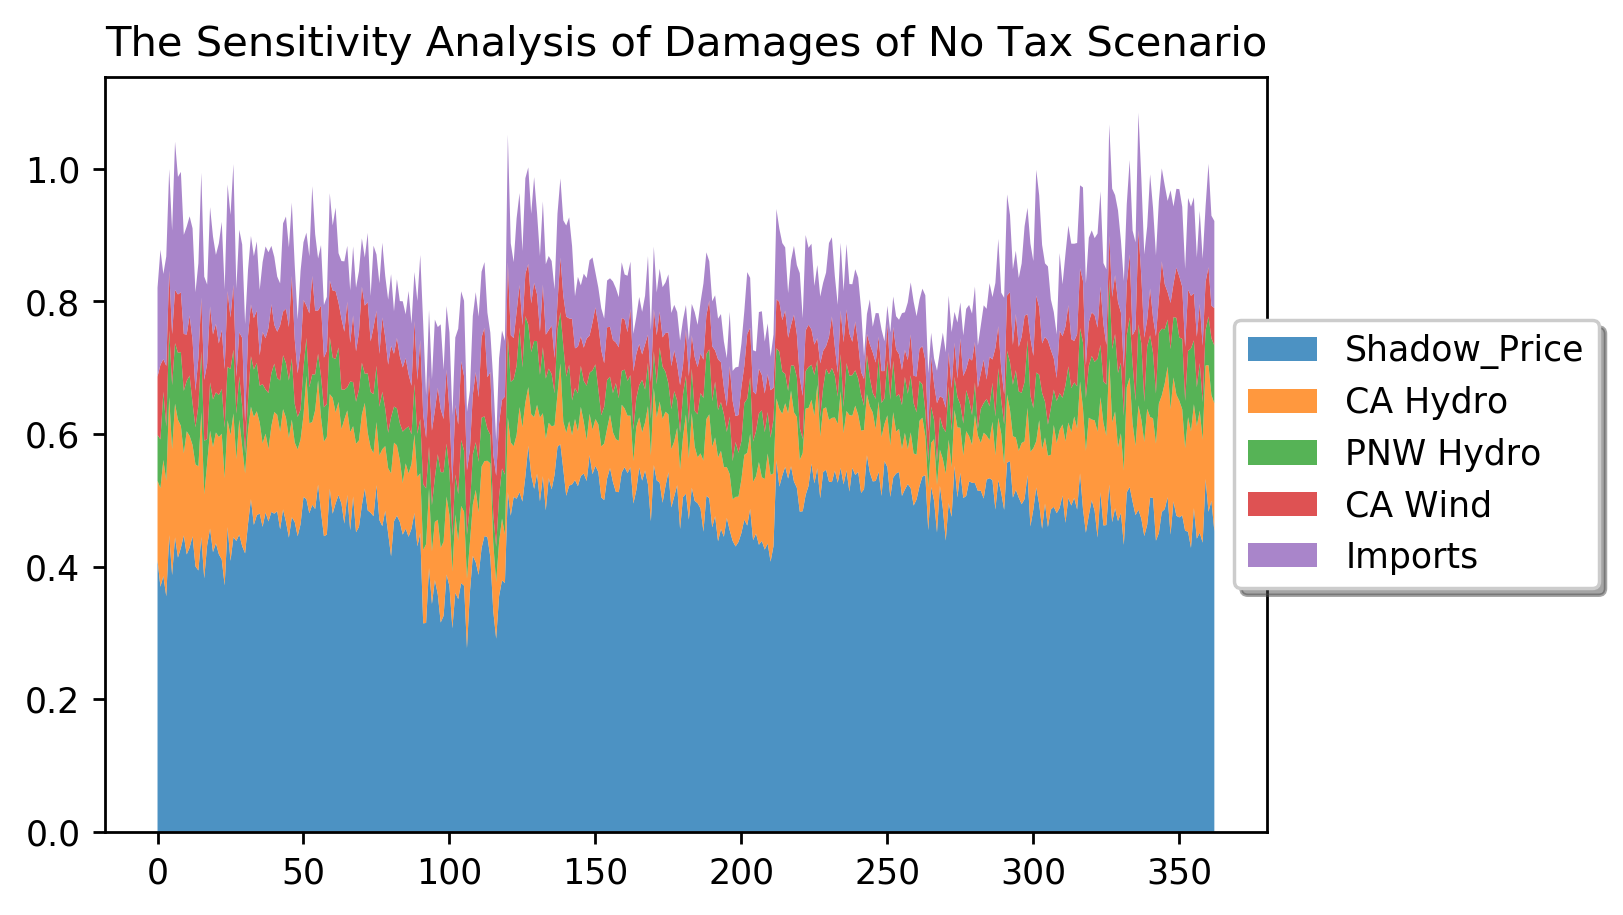 The Sensitivity Analysis of Damages of No Tax Scenario
1.0
0.8
0.6
0.4
0.2
0.0
0 50 100 150 200 250 300 350
Shadow_Price
CA Hydro
PNW Hydro
CA Wind
Imports